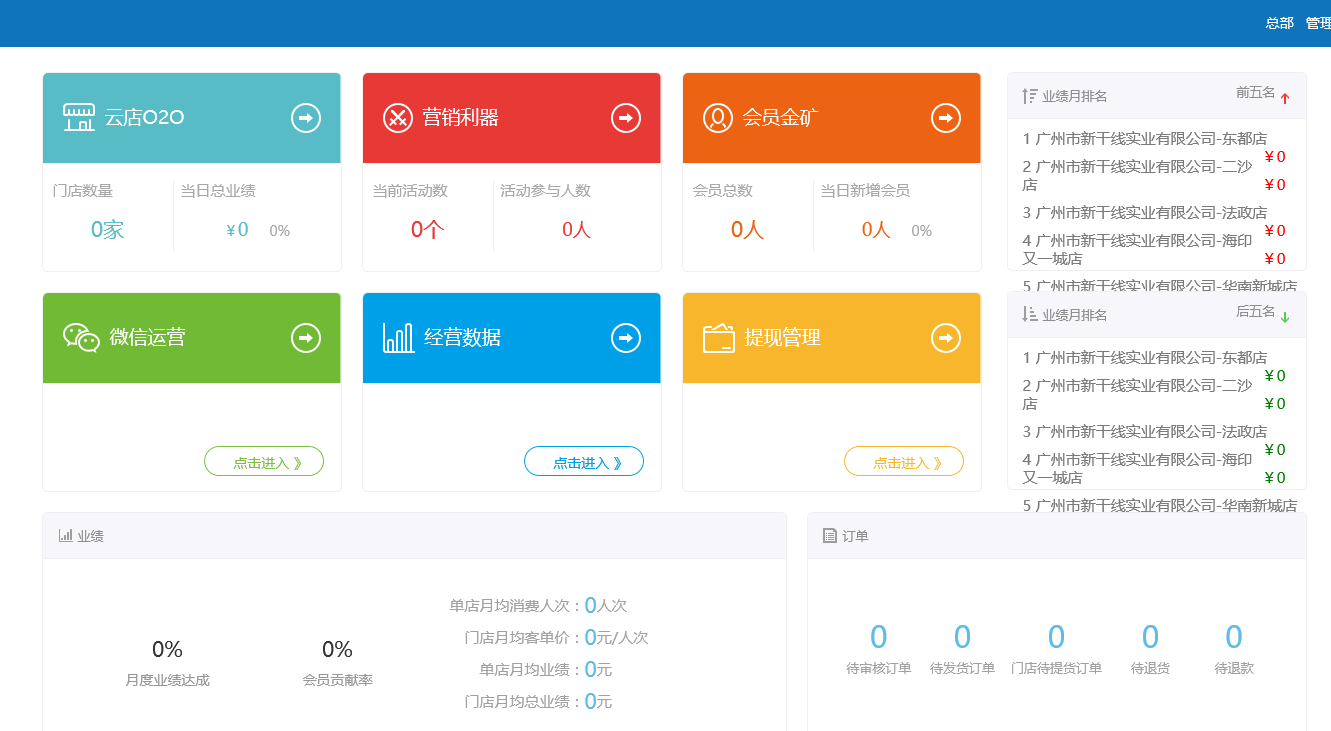 总部 管理
云店O2O
门店数量 当日总业绩
0家 ¥0 0%
营销利器
当前活动数 活动参与人数
0个 0人
会员金矿
会员总数 当日新增会员
0人 0人 0%
业绩月排名 前五名
1 广州市新干线实业有限公司-东都店
¥0
2 广州市新干线实业有限公司-二沙
店 ¥0
3 广州市新干线实业有限公司-法政店
¥0
4 广州市新干线实业有限公司-海印
又一城店 ¥0
5 广州市新干线实业有限公司-华南新城店
微信运营
点击进入 》
经营数据
点击进入 》
提现管理
点击进入 》
业绩月排名 后五名
1 广州市新干线实业有限公司-东都店
¥0
2 广州市新干线实业有限公司-二沙
店 ¥0
3 广州市新干线实业有限公司-法政店
¥0
4 广州市新干线实业有限公司-海印
又一城店 ¥0
5 广州市新干线实业有限公司-华南新城店
业绩
0% 0%
月度业绩达成 会员贡献率
单店月均消费人次：0人次
门店月均客单价：0元/人次
单店月均业绩：0元
门店月均总业绩：0元
订单
0 0 0 0 0
待审核订单 待发货订单 门店待提货订单 待退货 待退款